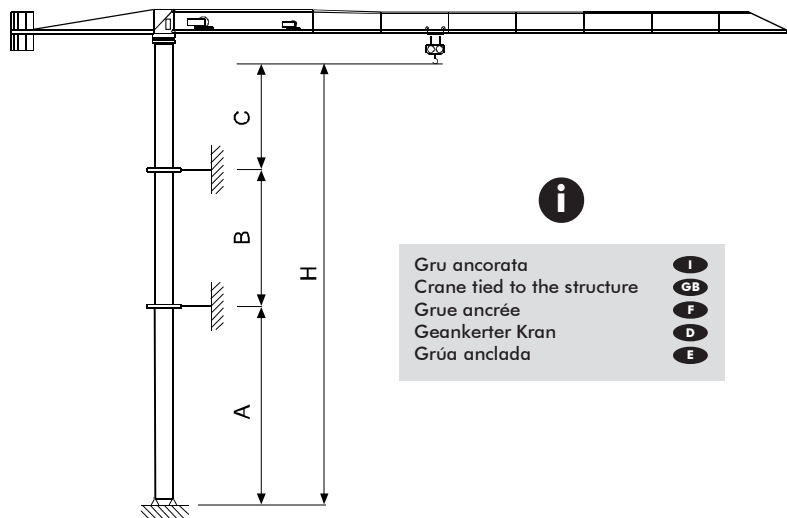 C
B
H
A
i
Gru ancorata I
Crane tied to the structure GB
Grue ancrée F
Geankerter Kran D
Grúa anclada E